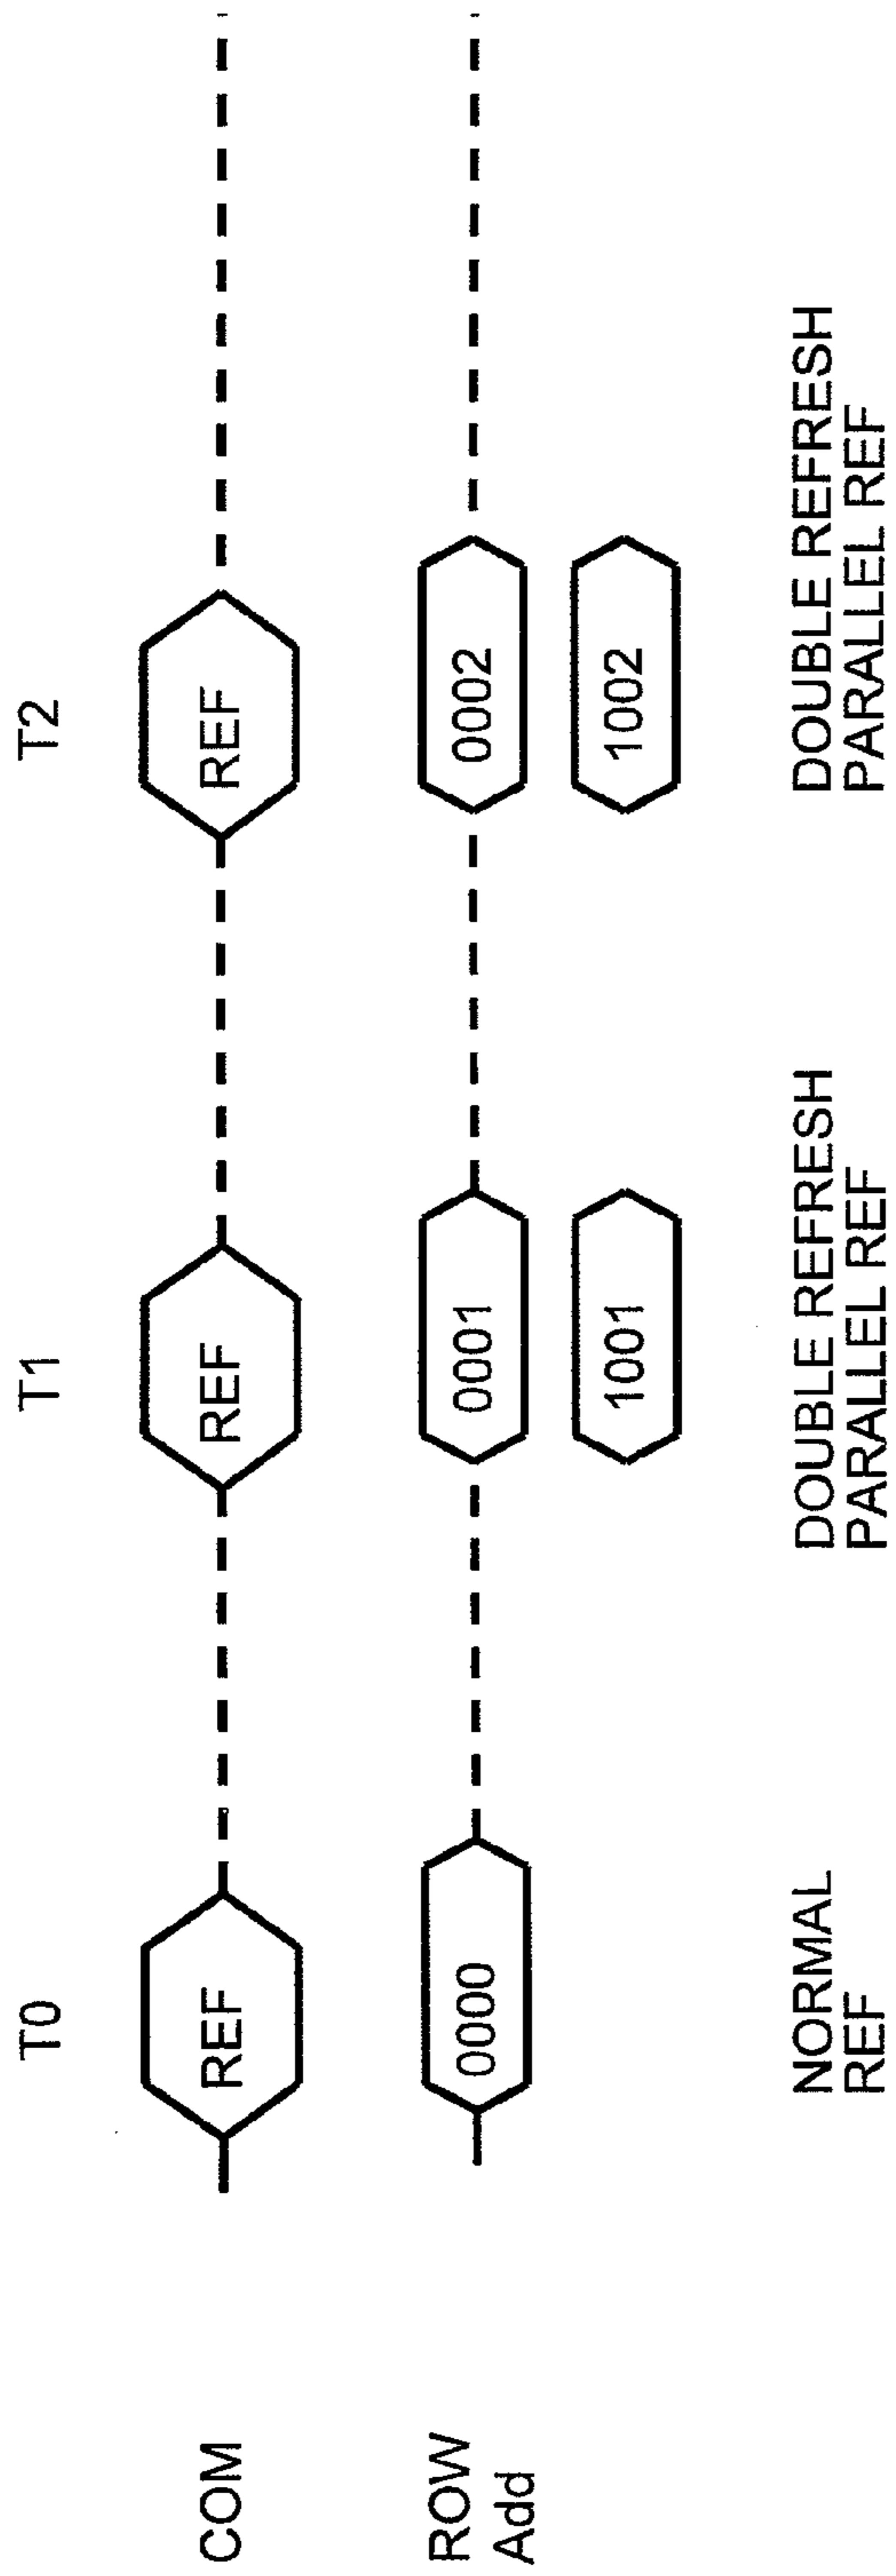 T0 T1 T2
COM REF REF REF
ROW Add 0000 0001 0002
1001 1002
NORMAL DOUBLE REFRESH DOUBLE REFRESH
REF PARALLEL REF PARALLEL REF